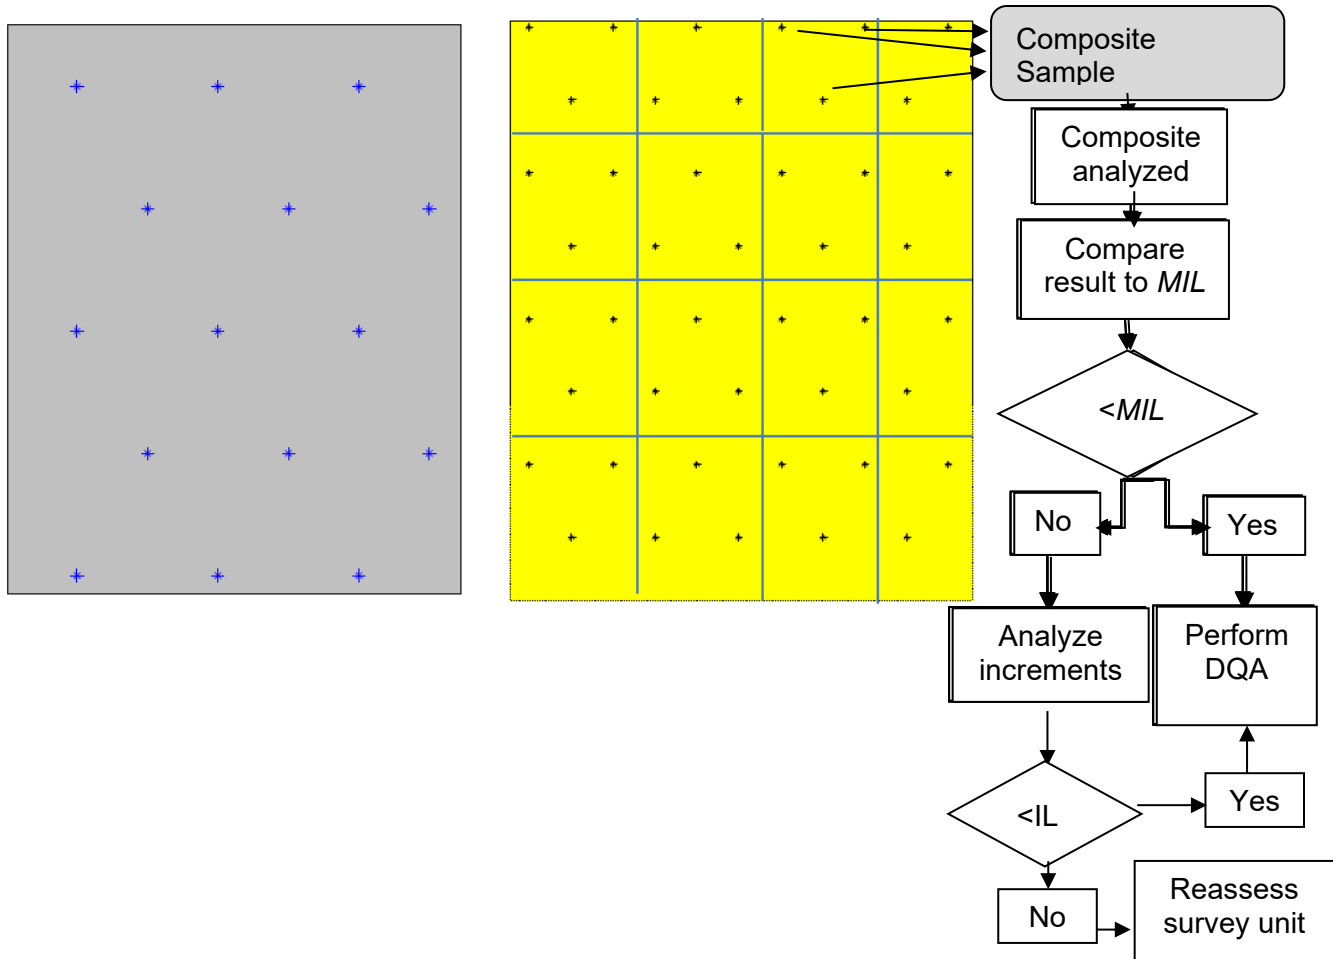 Composite
Sample
Composite
analyzed
Compare
result to MIL
<MIL
No
Yes
Analyze
increments
Perform
DQA
<IL
Yes
No
Reassess
survey unit